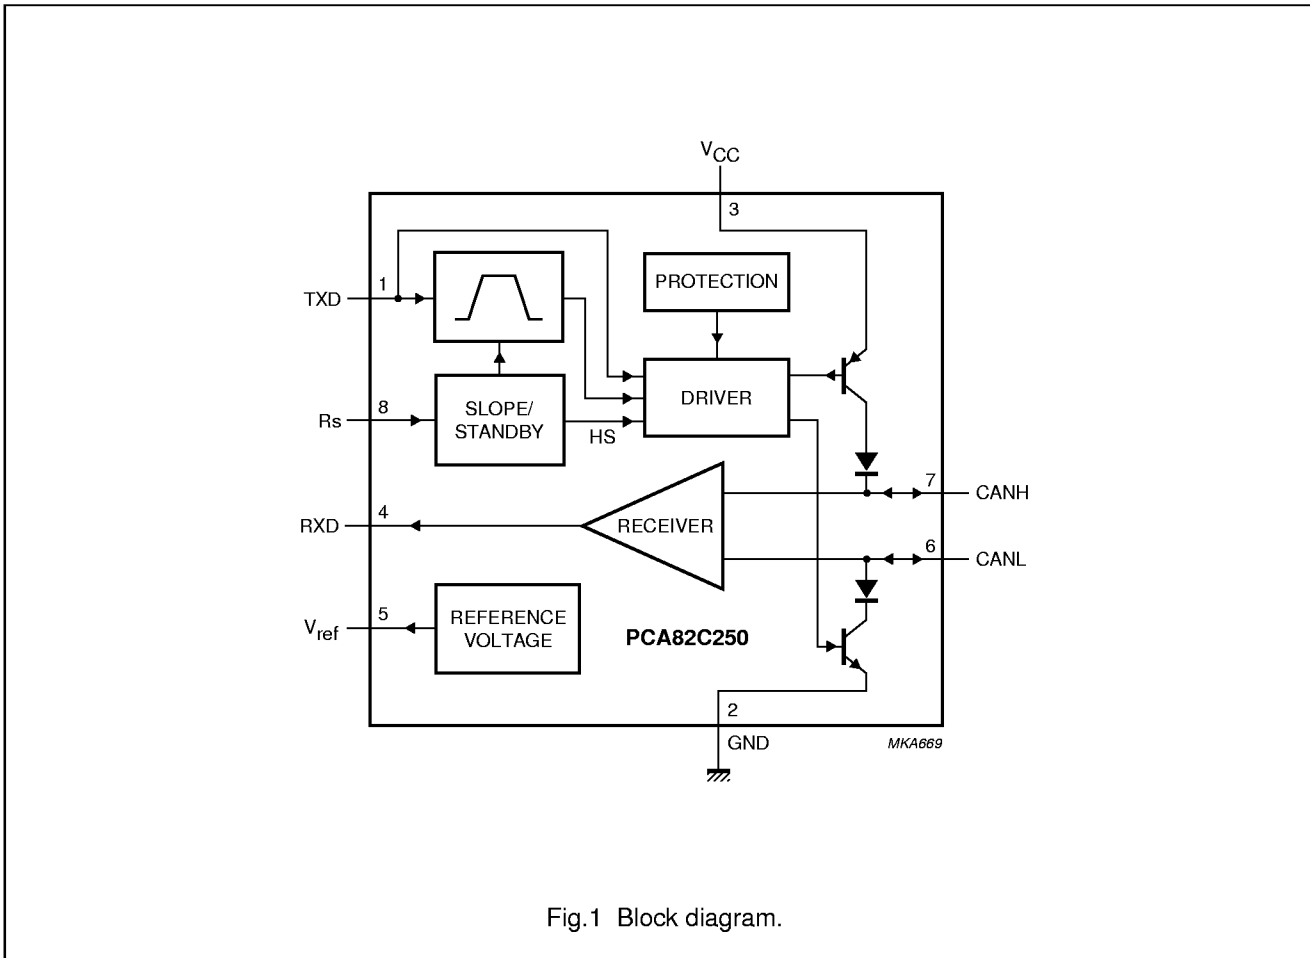 VCC
3
1
TXD
PROTECTION
8
Rs
SLOPE/
STANDBY
HS
DRIVER
7
CANH
4
RXD
RECEIVER
6
CANL
5
Vref
REFERENCE
VOLTAGE
PCA82C250
2
GND
MKA669
Fig.1 Block diagram.